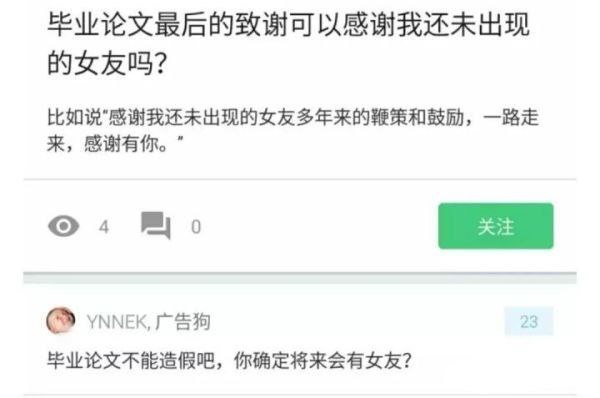 毕业论文最后的致谢可以感谢我还未出现
的女友吗？
比如说“感谢我还未出现的女友多年来的鞭策和鼓励，一路走
来，感谢有你。”
4 0 关注
YNNEK, 广告狗 23
毕业论文不能造假吧，你确定将来会有女友？